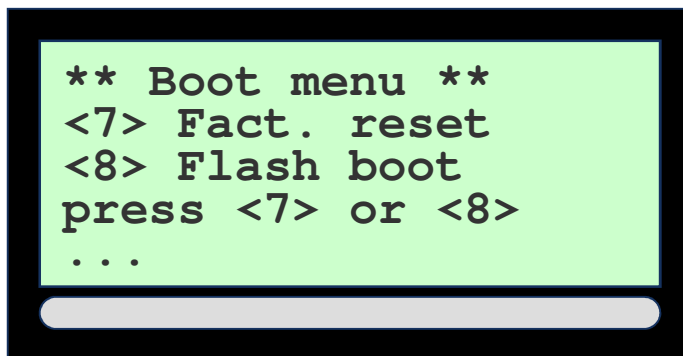 ** Boot menu **
<7> Fact. reset
<8> Flash boot
press <7> or <8>
...